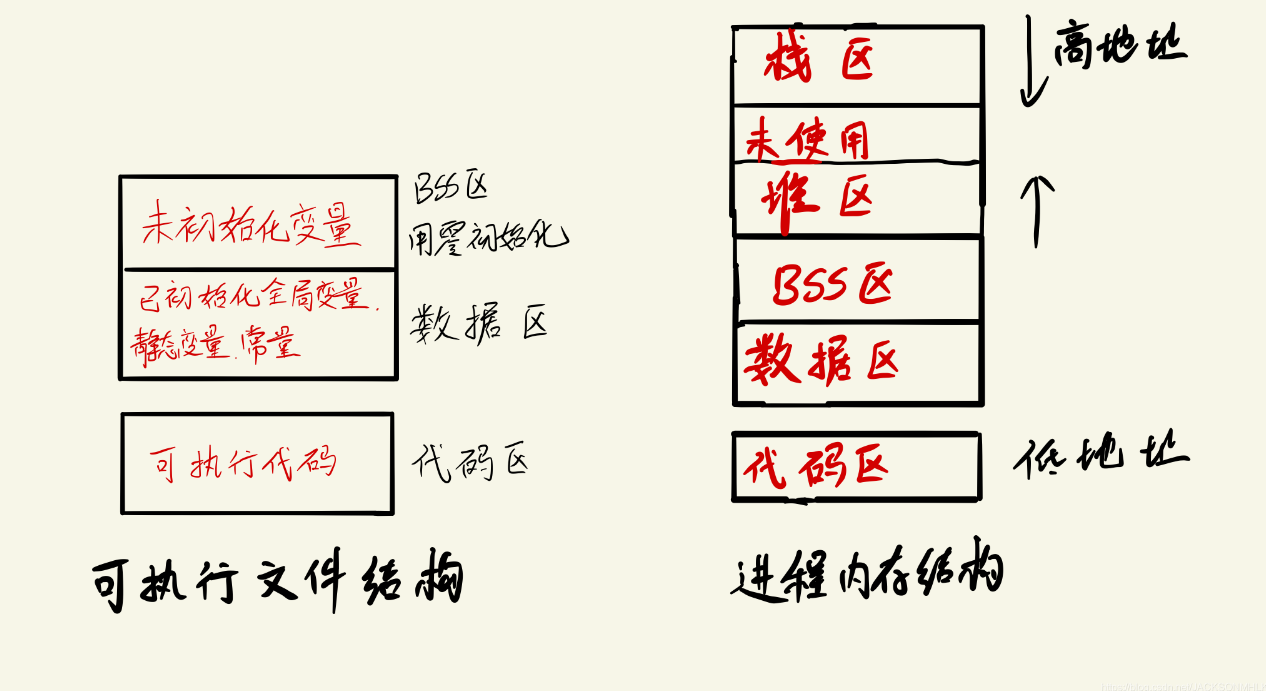 未初始化变量
BSS区
用零初始化
已初始化全局变量.
静态变量.常量
数据区
可执行代码
代码区
可执行文件结构
栈区
高地址
未使用
堆区
BSS区
数据区
代码区
低地址
进程内存结构